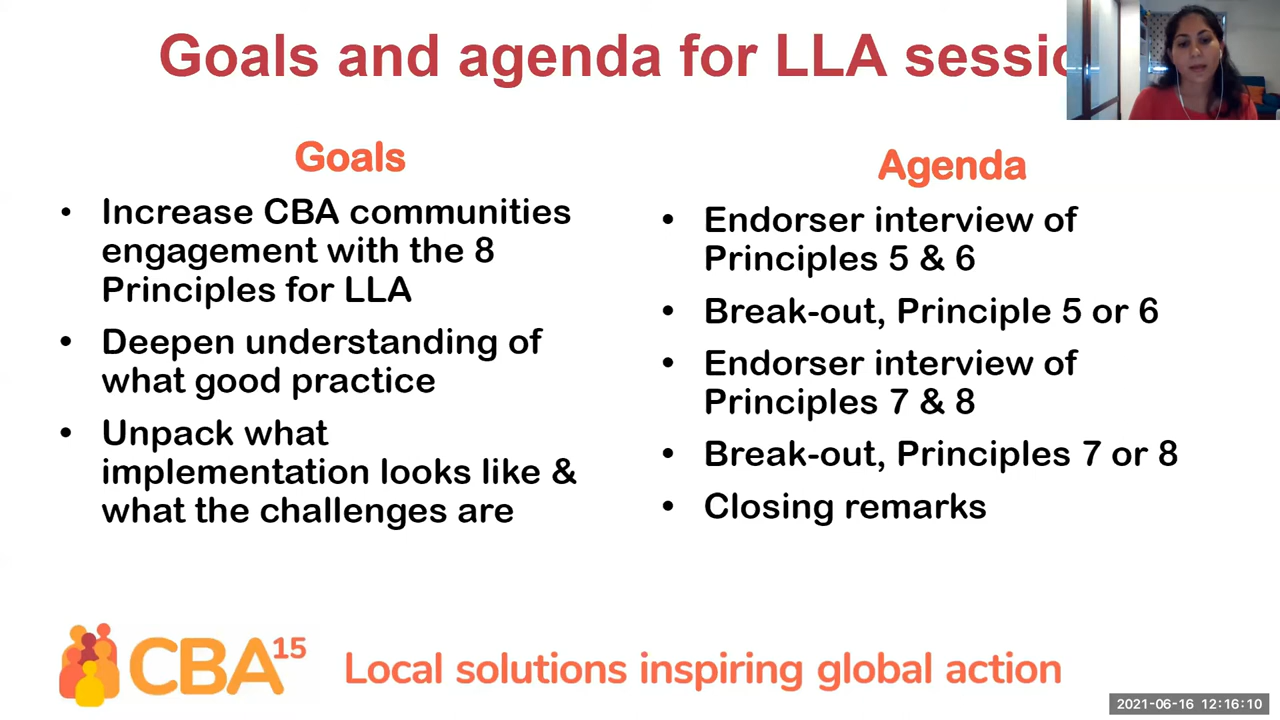 Goals and agenda for LLA sessio
Goals
• Increase CBA communities
engagement with the 8
Principles for LLA
• Deepen understanding of
what good practice
• Unpack what
implementation looks like &
what the challenges are
Agenda
• Endorser interview of
Principles 5 & 6
• Break-out, Principle 5 or 6
• Endorser interview of
Principles 7 & 8
• Break-out, Principles 7 or 8
• Closing remarks
CBA15
Local solutions inspiring global action
2021-06-16 12:16:10